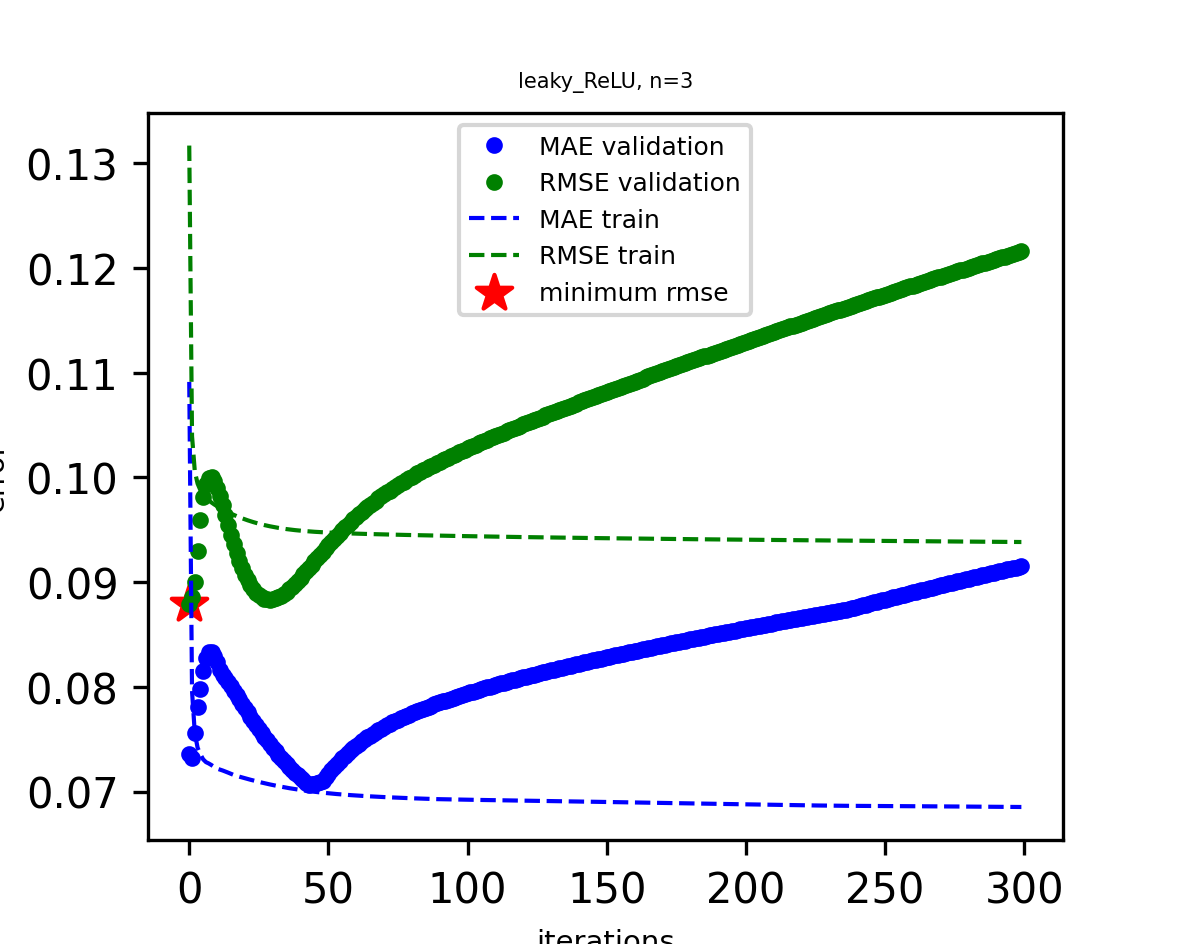 leaky_ReLU, n=3
MAE validation
RMSE validation
MAE train
RMSE train
minimum rmse
0.13
0.12
0.11
0.10
0.09
0.08
0.07
0 50 100 150 200 250 300
iterations